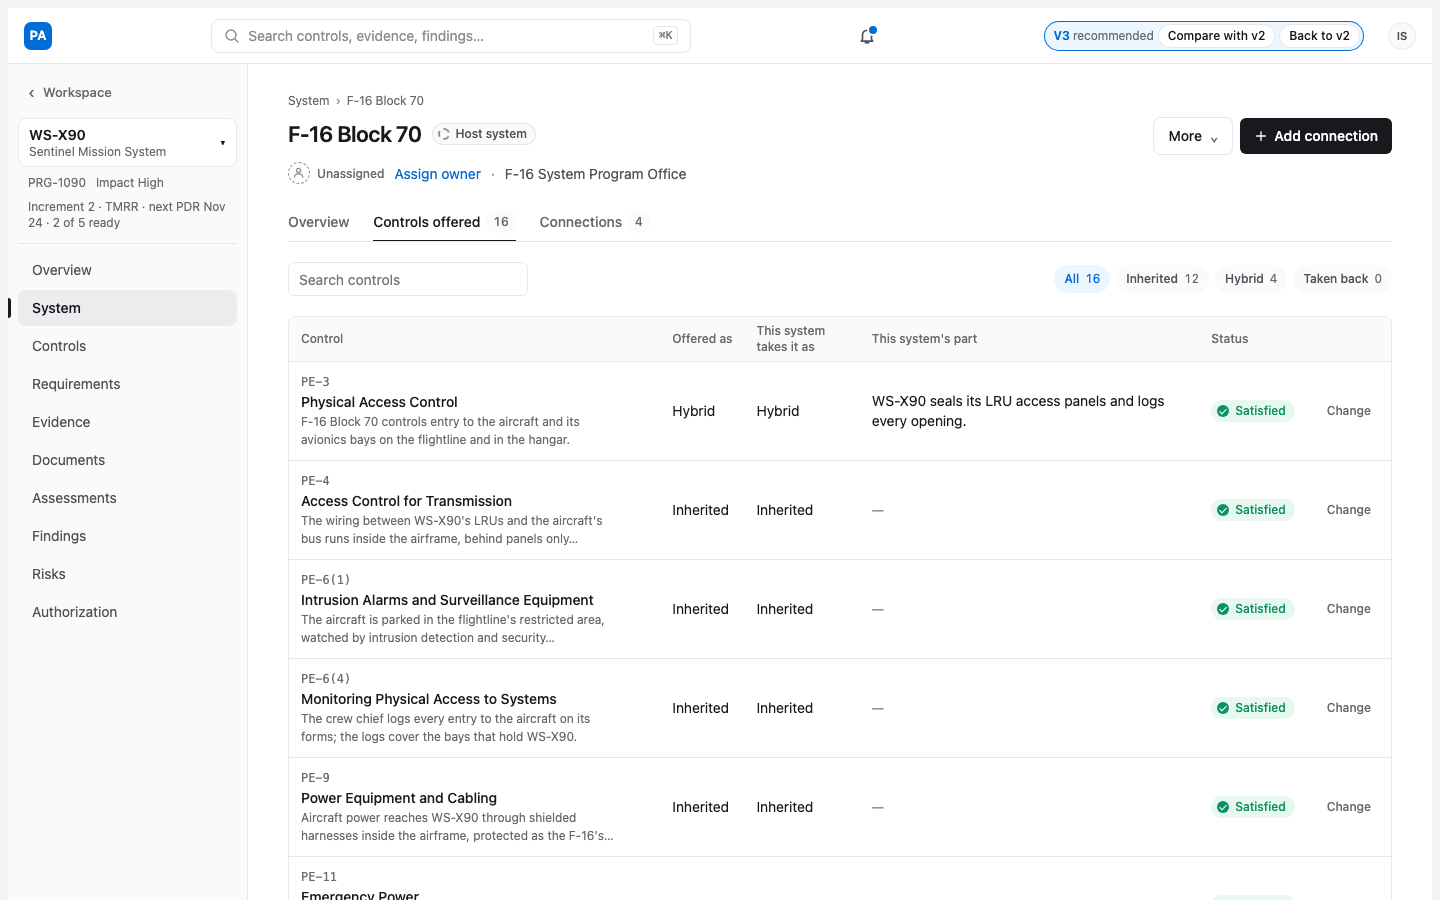 PA
Search controls, evidence, findings...
⌘K
V3 recommended
Compare with v2
Back to v2
IS
‹ Workspace
WS-X90
Sentinel Mission System
PRG-1090 Impact High
Increment 2 · TMRR · next PDR Nov
24 · 2 of 5 ready
Overview
System
Controls
Requirements
Evidence
Documents
Assessments
Findings
Risks
Authorization
System › F-16 Block 70
F-16 Block 70
Host system
More
+ Add connection
Unassigned Assign owner · F-16 System Program Office
Overview
Controls offered 16
Connections 4
Search controls
All 16
Inherited 12
Hybrid 4
Taken back 0
Control
Offered as
This system
takes it as
This system's part
Status
PE-3
Physical Access Control
F-16 Block 70 controls entry to the aircraft and its
avionics bays on the flightline and in the hangar.
Hybrid
Hybrid
WS-X90 seals its LRU access panels and logs
every opening.
Satisfied
Change
PE-4
Access Control for Transmission
The wiring between WS-X90's LRUs and the aircraft's
bus runs inside the airframe, behind panels only...
Inherited
Inherited
—
Satisfied
Change
PE-6(1)
Intrusion Alarms and Surveillance Equipment
The aircraft is parked in the flightline's restricted area,
watched by intrusion detection and security...
Inherited
Inherited
—
Satisfied
Change
PE-6(4)
Monitoring Physical Access to Systems
The crew chief logs every entry to the aircraft on its
forms; the logs cover the bays that hold WS-X90.
Inherited
Inherited
—
Satisfied
Change
PE-9
Power Equipment and Cabling
Aircraft power reaches WS-X90 through shielded
harnesses inside the airframe, protected as the F-16's...
Inherited
Inherited
—
Satisfied
Change
PE-11
Emergency Power